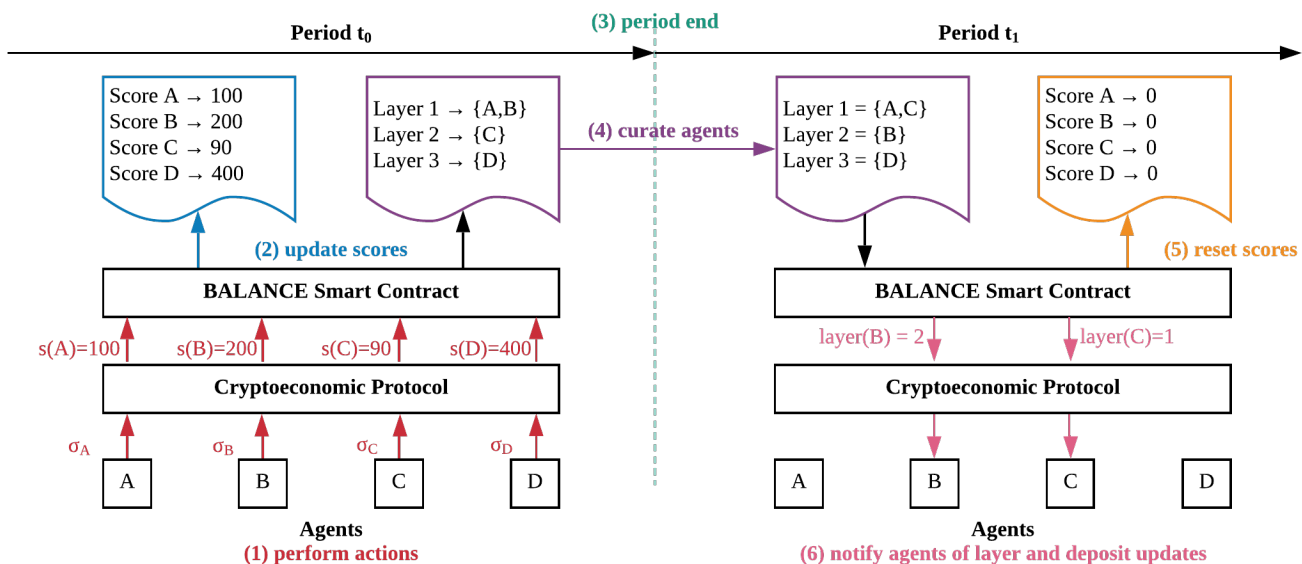 (3) period end
Period t₀
Period t₁
Score A → 100
Score B → 200
Score C → 90
Score D → 400
Layer 1 → {A,B}
Layer 2 → {C}
Layer 3 → {D}
(4) curate agents
Layer 1 = {A,C}
Layer 2 = {B}
Layer 3 = {D}
Score A → 0
Score B → 0
Score C → 0
Score D → 0
(2) update scores
(5) reset scores
BALANCE Smart Contract
BALANCE Smart Contract
s(A)=100
s(B)=200
s(C)=90
s(D)=400
layer(B) = 2
layer(C)=1
Cryptoeconomic Protocol
Cryptoeconomic Protocol
σA
σB
σC
σD
A
B
C
D
A
B
C
D
Agents
(1) perform actions
Agents
(6) notify agents of layer and deposit updates